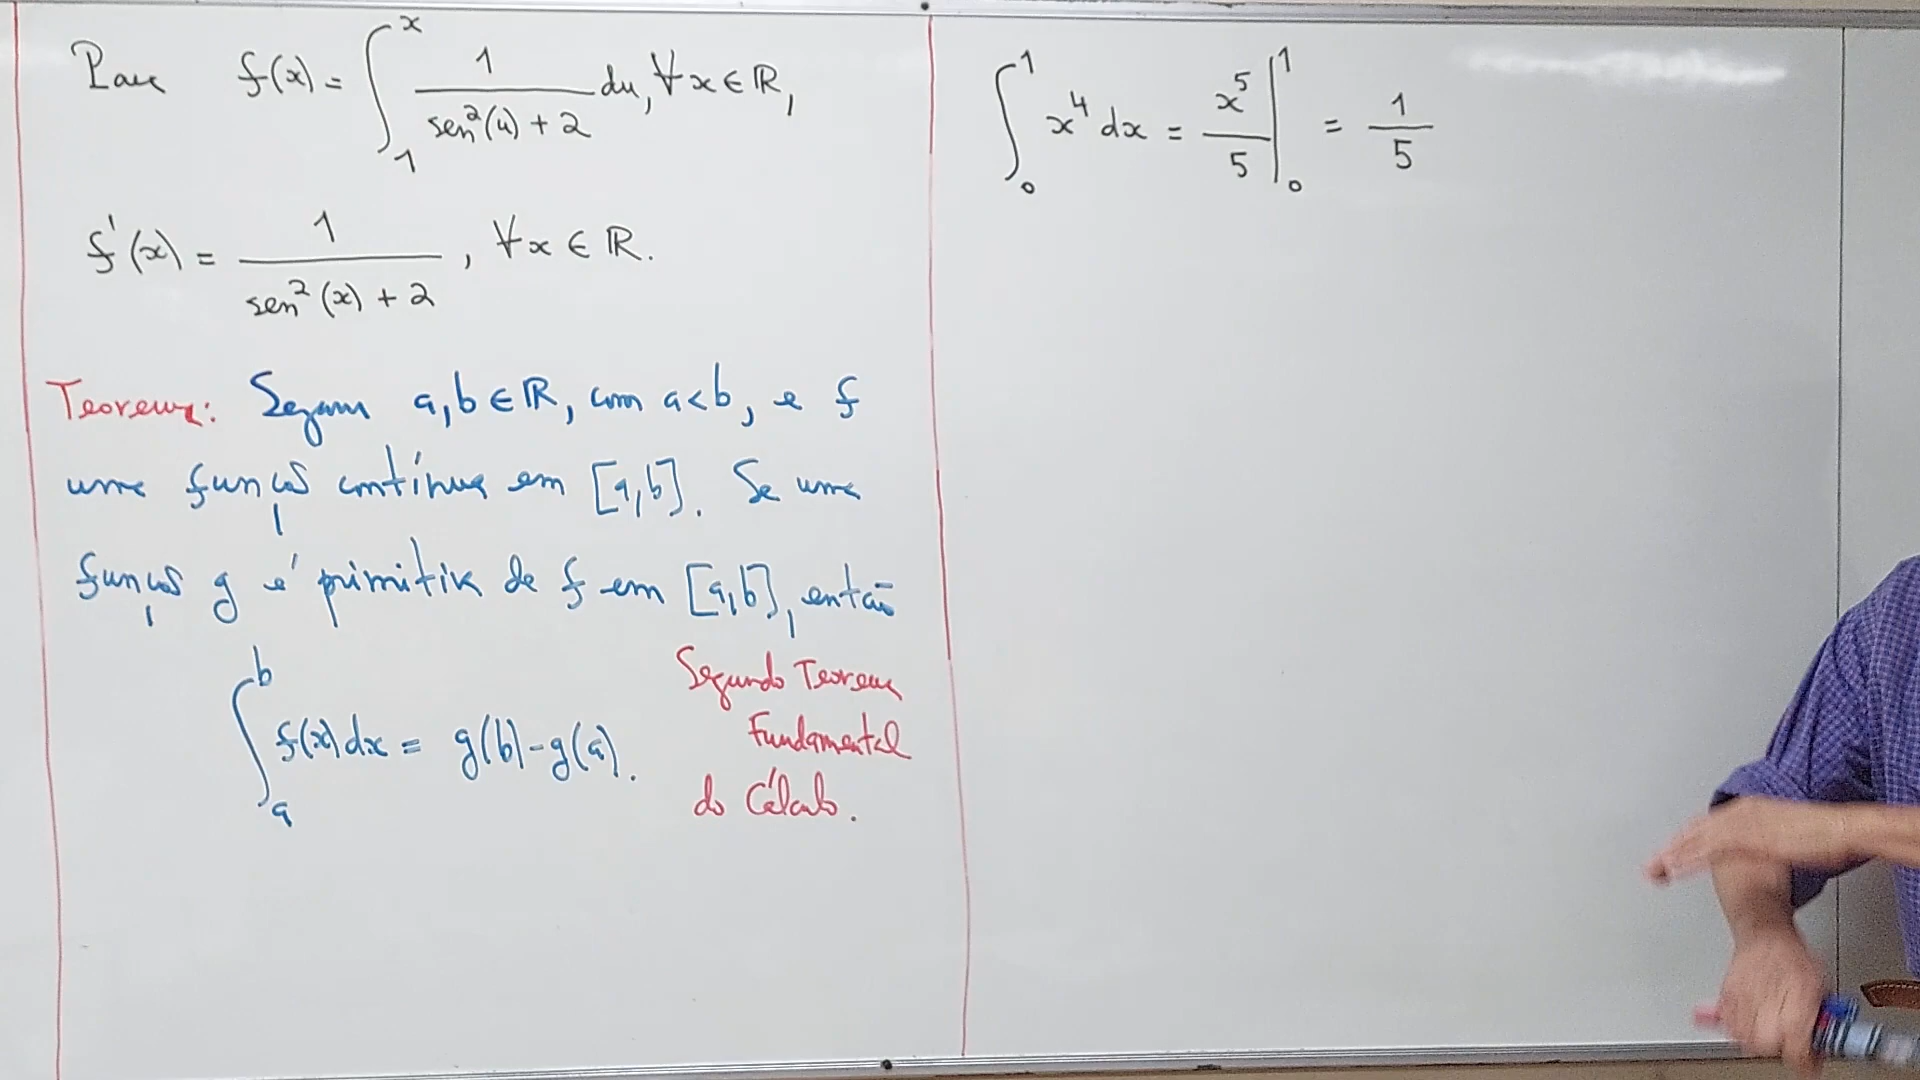 Para f(x) = ∫₁ˣ 1/(sen²(u) + 2) du, ∀x ∈ ℝ,
f'(x) = 1/(sen²(x) + 2), ∀x ∈ ℝ.
Teorema: Sejam a, b ∈ ℝ, com a < b, e f
uma função contínua em [a,b]. Se uma
função g é primitiva de f em [a,b], então
∫ₐᵇ f(x) dx = g(b) - g(a).
Segundo Teorema
Fundamental
do Cálculo.
∫₀¹ x⁴ dx = x⁵/5 |₀¹ = 1/5